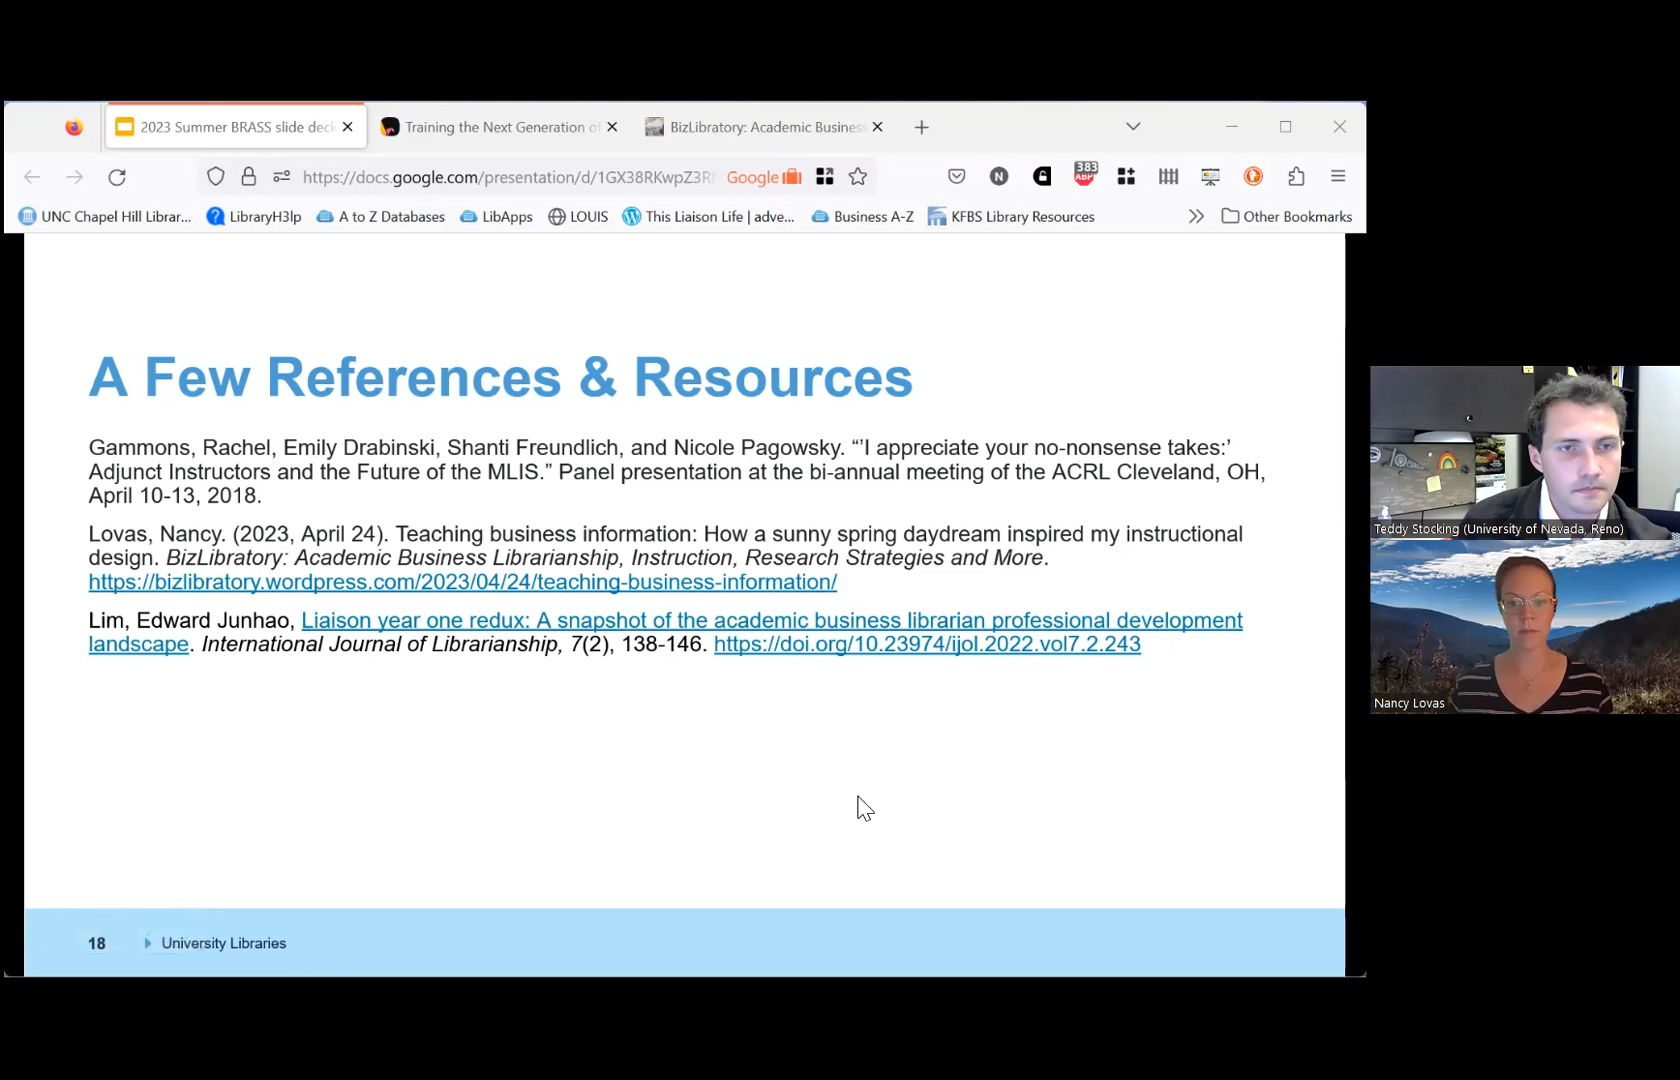 2023 Summer BRASS slide deck
Training the Next Generation of
BizLibratory: Academic Business
https://docs.google.com/presentation/d/1GX38RKwpZ3Rf
Google
383
ABP
N
UNC Chapel Hill Librar...
LibraryH3lp
A to Z Databases
LibApps
LOUIS
This Liaison Life | adve...
Business A-Z
KFBS Library Resources
Other Bookmarks
A Few References & Resources
Gammons, Rachel, Emily Drabinski, Shanti Freundlich, and Nicole Pagowsky. “’I appreciate your no-nonsense takes:’
Adjunct Instructors and the Future of the MLIS.” Panel presentation at the bi-annual meeting of the ACRL Cleveland, OH,
April 10-13, 2018.
Lovas, Nancy. (2023, April 24). Teaching business information: How a sunny spring daydream inspired my instructional
design. BizLibratory: Academic Business Librarianship, Instruction, Research Strategies and More.
https://bizlibratory.wordpress.com/2023/04/24/teaching-business-information/
Lim, Edward Junhao, Liaison year one redux: A snapshot of the academic business librarian professional development
landscape. International Journal of Librarianship, 7(2), 138-146. https://doi.org/10.23974/ijol.2022.vol7.2.243
18
University Libraries
Teddy Stocking (University of Nevada, Reno)
Nancy Lovas